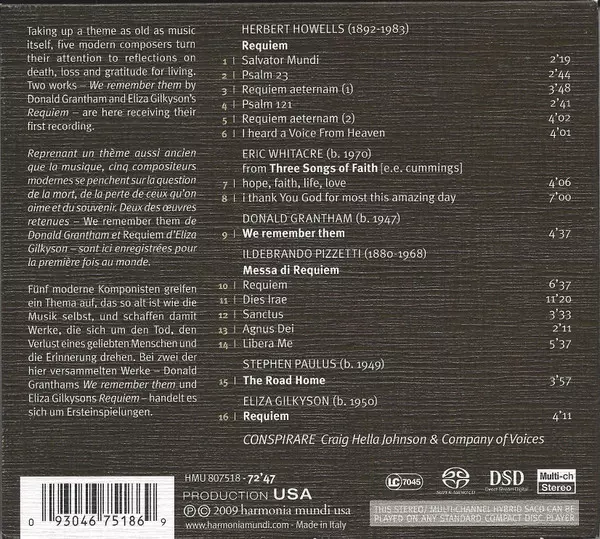 Taking up a theme as old as music
itself, five modern composers turn
their attention to reflections on
death, loss and gratitude for living.
Two works – We remember them by
Donald Grantham and Eliza Gilkyson's
Requiem – are here receiving their
first recording.
Reprenant un thème aussi ancien
que la musique, cinq compositeurs
modernes se penchent sur la question
de la mort, de la perte de ceux qu'on
aime et du souvenir. Deux des œuvres
retenues – We remember them de
Donald Grantham et Requiem d'Eliza
Gilkyson – sont ici enregistrées pour
la première fois au monde.
Fünf moderne Komponisten greifen
ein Thema auf, das so alt ist wie die
Musik selbst, und schaffen damit
Werke, die sich um den Tod, den
Verlust eines geliebten Menschen und
die Erinnerung drehen. Bei zwei der
hier versammelten Werke – Donald
Granthams We remember them und
Eliza Gilkysons Requiem – handelt es
sich um Ersteinspielungen.
HERBERT HOWELLS (1892-1983)
Requiem
1 | Salvator Mundi 2'19
2 | Psalm 23 2'44
3 | Requiem aeternam (1) 3'48
4 | Psalm 121 2'41
5 | Requiem aeternam (2) 4'02
6 | I heard a Voice From Heaven 4'01
ERIC WHITACRE (b. 1970)
from Three Songs of Faith [e.e. cummings]
7 | hope, faith, life, love 4'06
8 | i thank You God for most this amazing day 7'00
DONALD GRANTHAM (b. 1947)
9 | We remember them 4'37
ILDEBRANDO PIZZETTI (1880-1968)
Messa di Requiem
10 | Requiem 6'37
11 | Dies Irae 11'20
12 | Sanctus 3'33
13 | Agnus Dei 2'11
14 | Libera Me 5'37
STEPHEN PAULUS (b. 1949)
15 | The Road Home 3'57
ELIZA GILKYSON (b. 1950)
16 | Requiem 4'11
CONSPIRARE Craig Hella Johnson & Company of Voices
0 93046 75186 9
HMU 807518 - 72'47
PRODUCTION USA
Ⓟ © 2009 harmonia mundi usa
www.harmoniamundi.com - Made in Italy
LC 7045
SUPER AUDIO CD
DSD
Direct Stream Digital
Multi-ch
Stereo
THIS STEREO/MULTI-CHANNEL HYBRID SACD CAN BE
PLAYED ON ANY STANDARD COMPACT DISC PLAYER